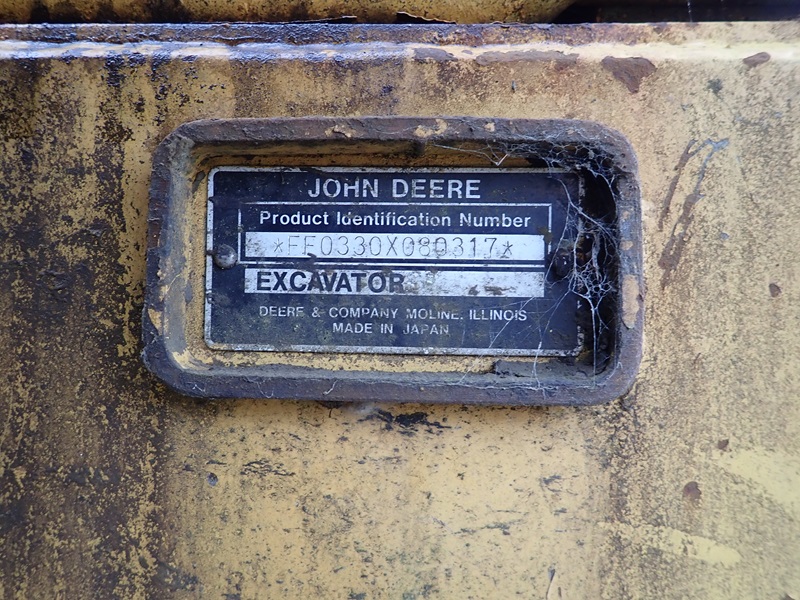 JOHN DEERE
Product Identification Number
*FF0330X080317*
EXCAVATOR
DEERE & COMPANY MOLINE, ILLINOIS
MADE IN JAPAN